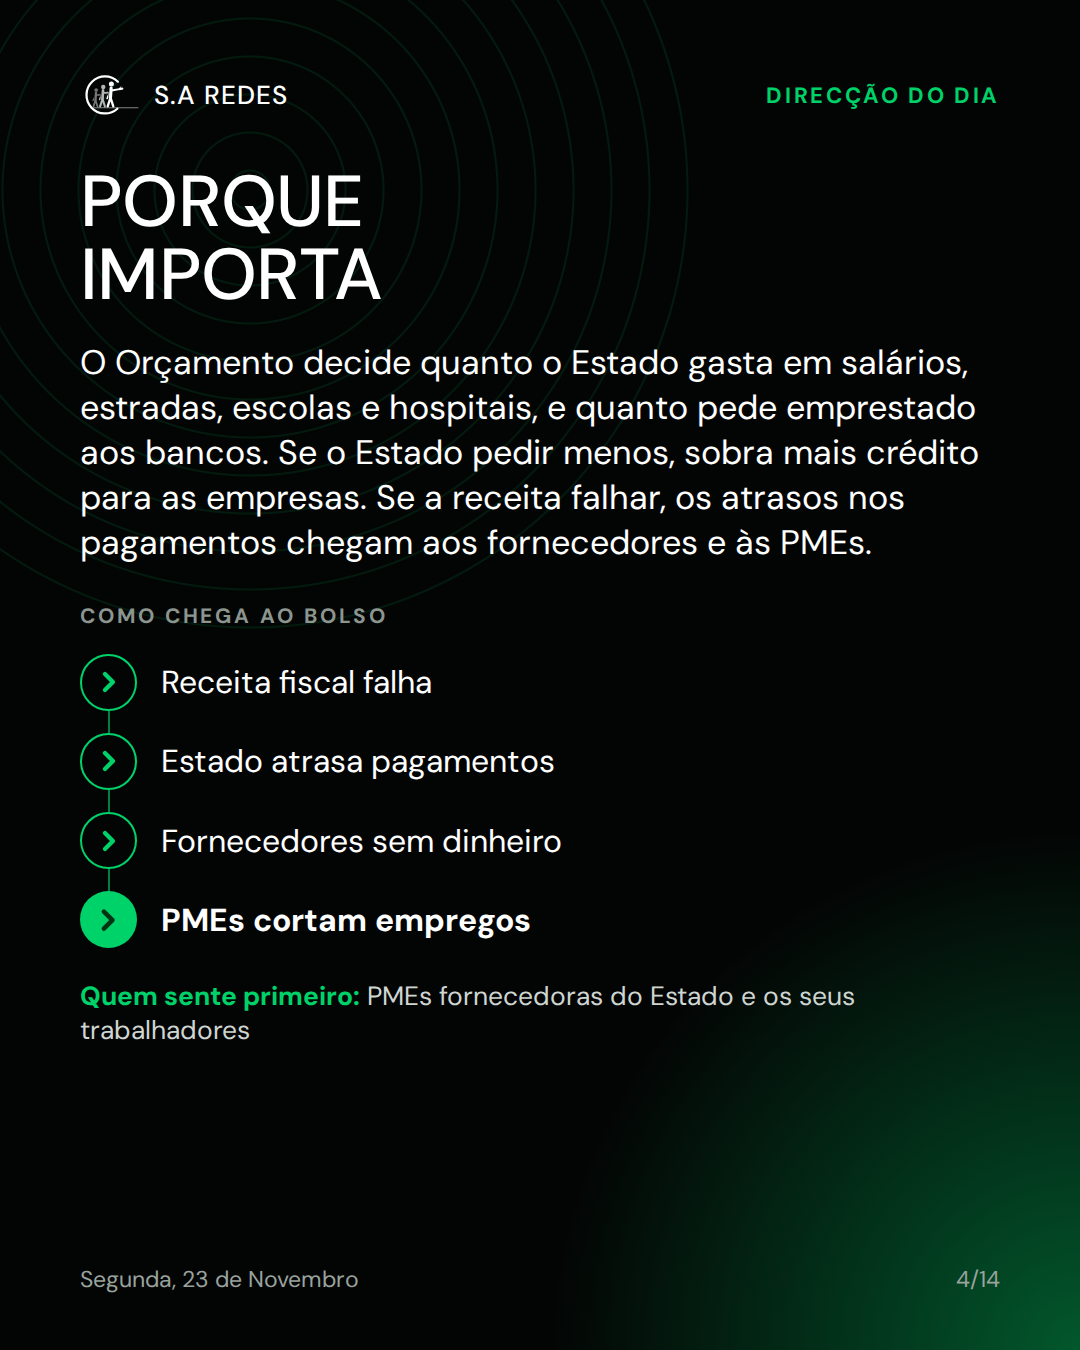 S.A REDES
DIRECÇÃO DO DIA
PORQUE
IMPORTA
O Orçamento decide quanto o Estado gasta em salários,
estradas, escolas e hospitais, e quanto pede emprestado
aos bancos. Se o Estado pedir menos, sobra mais crédito
para as empresas. Se a receita falhar, os atrasos nos
pagamentos chegam aos fornecedores e às PMEs.
COMO CHEGA AO BOLSO
Receita fiscal falha
Estado atrasa pagamentos
Fornecedores sem dinheiro
PMEs cortam empregos
Quem sente primeiro: PMEs fornecedoras do Estado e os seus
trabalhadores
Segunda, 23 de Novembro
4/14